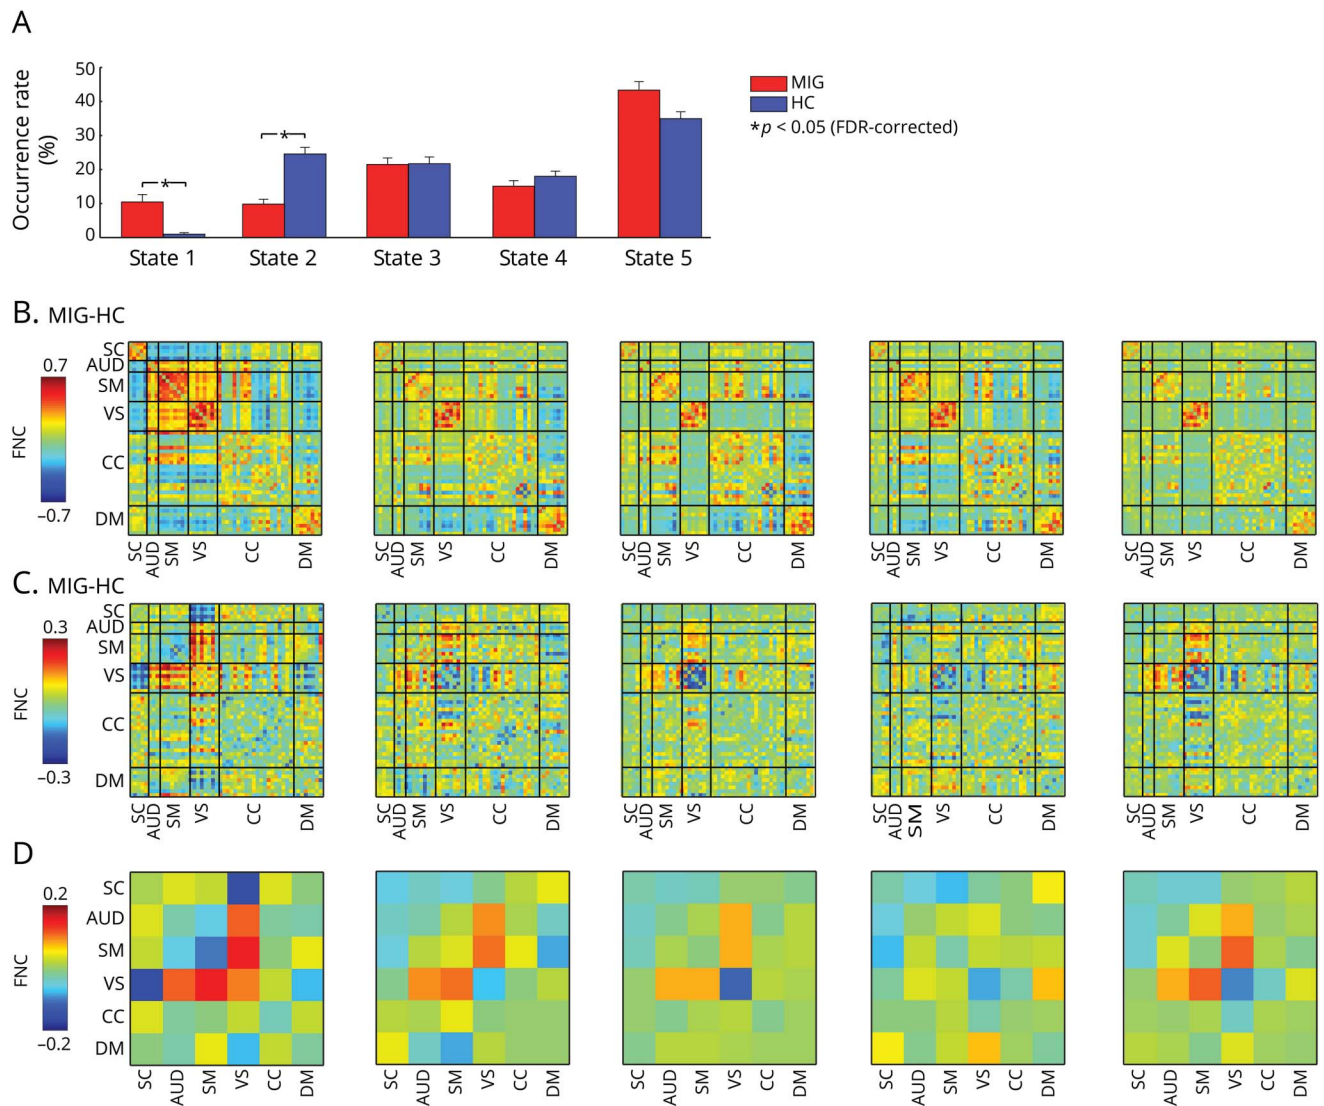 A
Occurrence rate
(%)
50
40
30
20
10
0
* *
State 1 State 2 State 3 State 4 State 5
MIG
HC
*p < 0.05 (FDR-corrected)
B. MIG-HC
0.7
FNC
−0.7
SC
AUD
SM
VS
CC
DM
SC AUD SM VS CC DM SC AUD SM VS CC DM SC AUD SM VS CC DM SC AUD SM VS CC DM SC AUD SM VS CC DM
C. MIG-HC
0.3
FNC
−0.3
SC
AUD
SM
VS
CC
DM
SC AUD SM VS CC DM SC AUD SM VS CC DM SC AUD SM VS CC DM SC AUD SM VS CC DM SC AUD SM VS CC DM
D
0.2
FNC
−0.2
SC
AUD
SM
VS
CC
DM
SC AUD SM VS CC DM SC AUD SM VS CC DM SC AUD SM VS CC DM SC AUD SM VS CC DM SC AUD SM VS CC DM